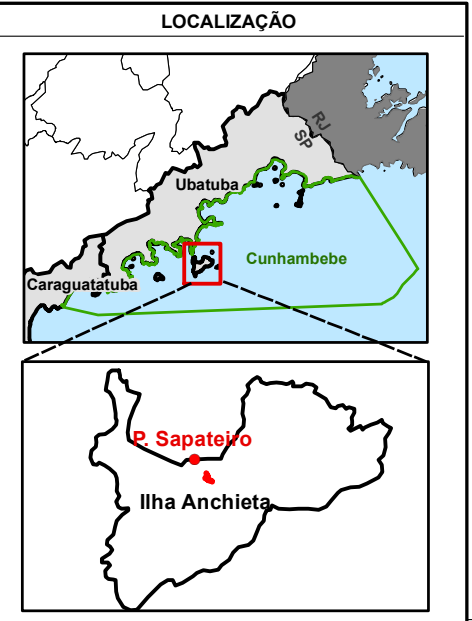 LOCALIZAÇÃO
RJ
SP
Ubatuba
Cunhambebe
Caraguatatuba
P. Sapateiro
Ilha Anchieta